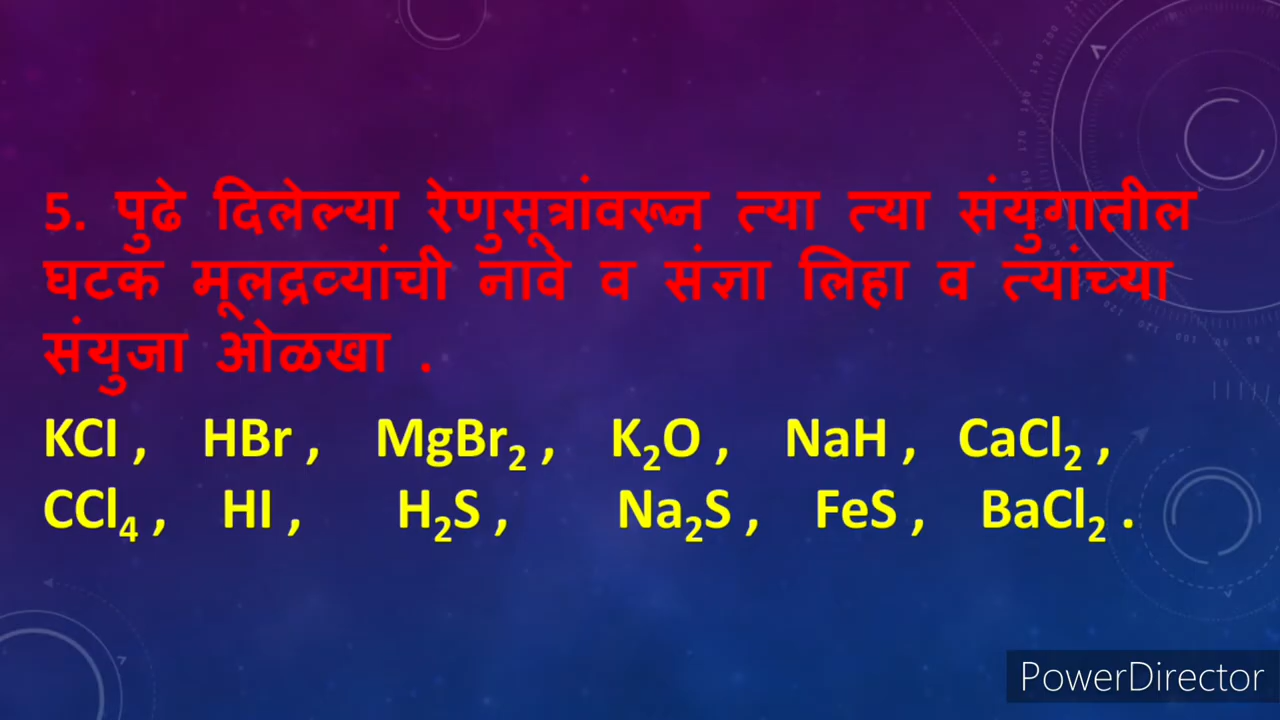 5. पुढे दिलेल्या रेणुसूत्रांवरून त्या त्या संयुगातील
घटक मूलद्रव्यांची नावे व संज्ञा लिहा व त्यांच्या
संयुजा ओळखा .
KCl , HBr , MgBr₂ , K₂O , NaH , CaCl₂ ,
CCl₄ , HI , H₂S , Na₂S , FeS , BaCl₂ .
PowerDirector